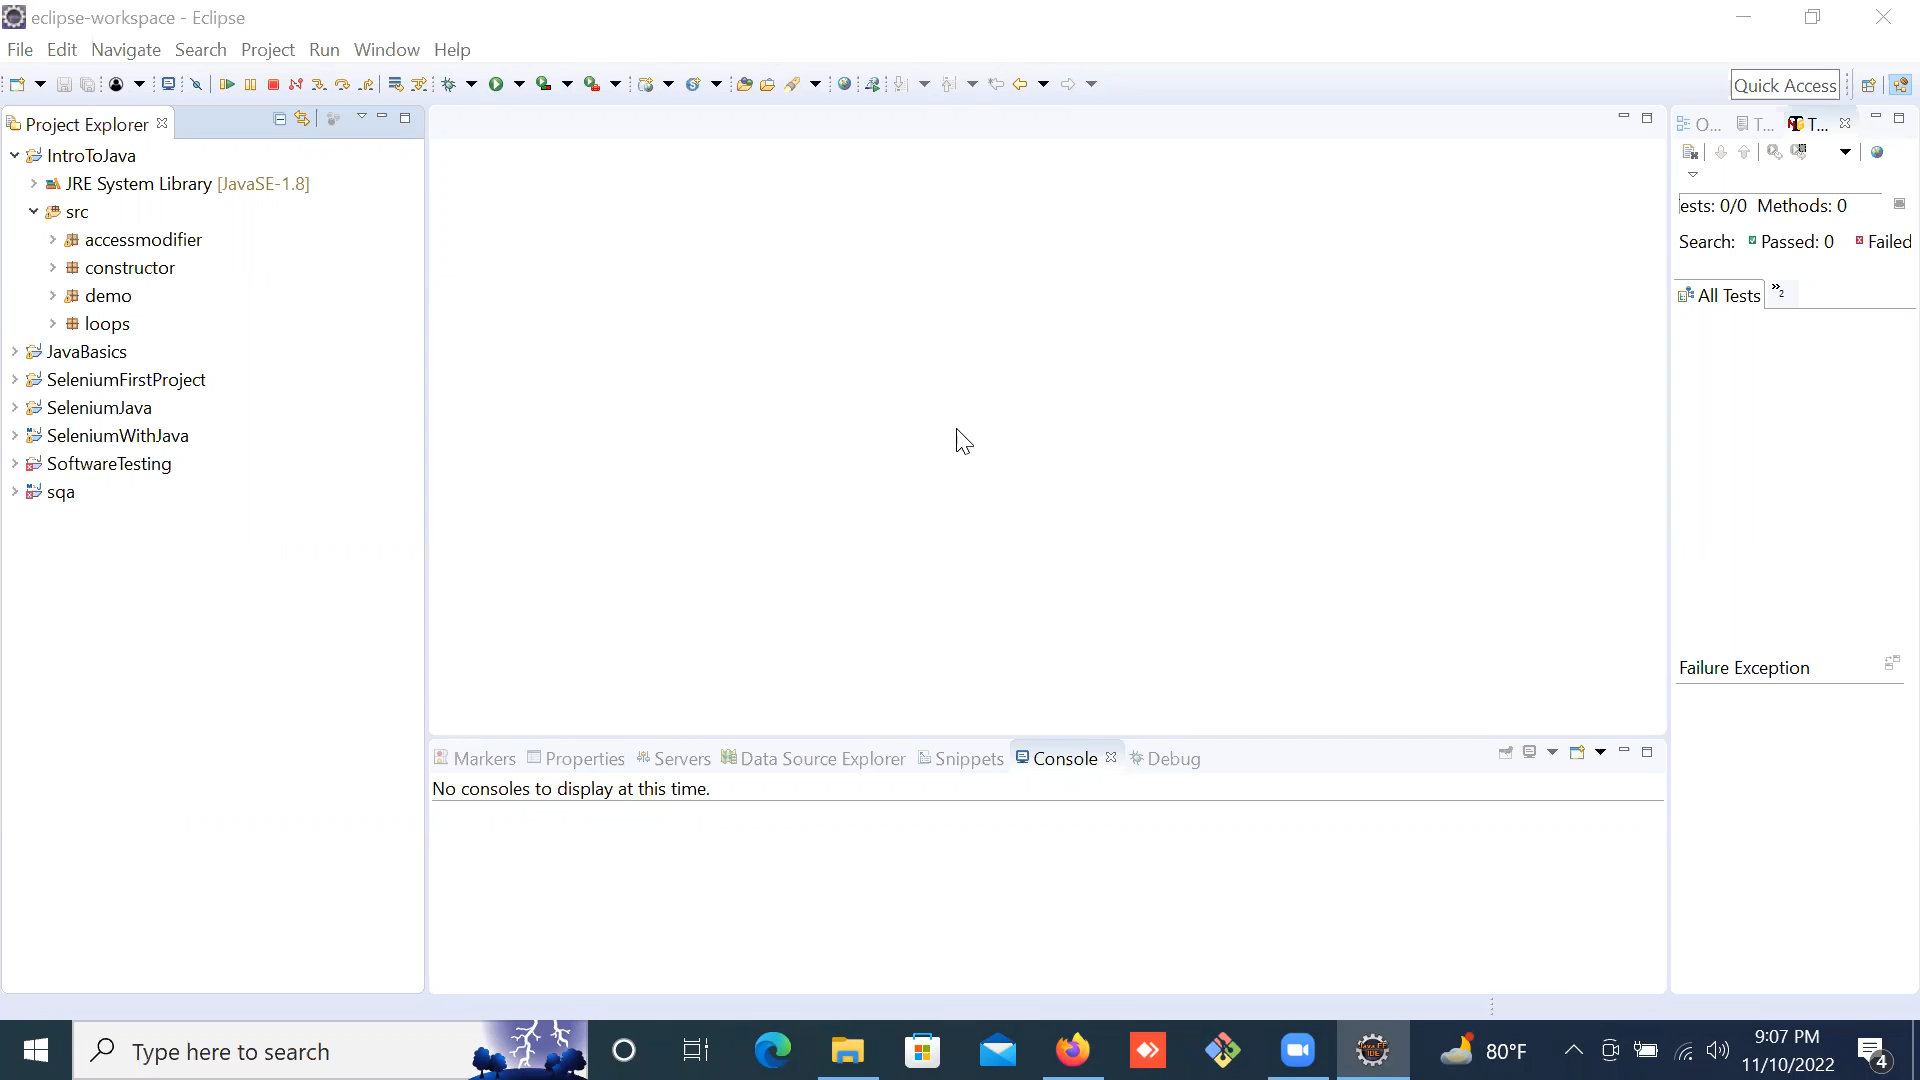 eclipse-workspace - Eclipse
File Edit Navigate Search Project Run Window Help
Quick Access
Project Explorer
IntroToJava
JRE System Library [JavaSE-1.8]
src
accessmodifier
constructor
demo
loops
JavaBasics
SeleniumFirstProject
SeleniumJava
SeleniumWithJava
SoftwareTesting
sqa
O... T... T...
ests: 0/0 Methods: 0
Search: Passed: 0 Failed
All Tests »2
Failure Exception
Markers Properties Servers Data Source Explorer Snippets Console Debug
No consoles to display at this time.
Type here to search
80°F
9:07 PM
11/10/2022
4